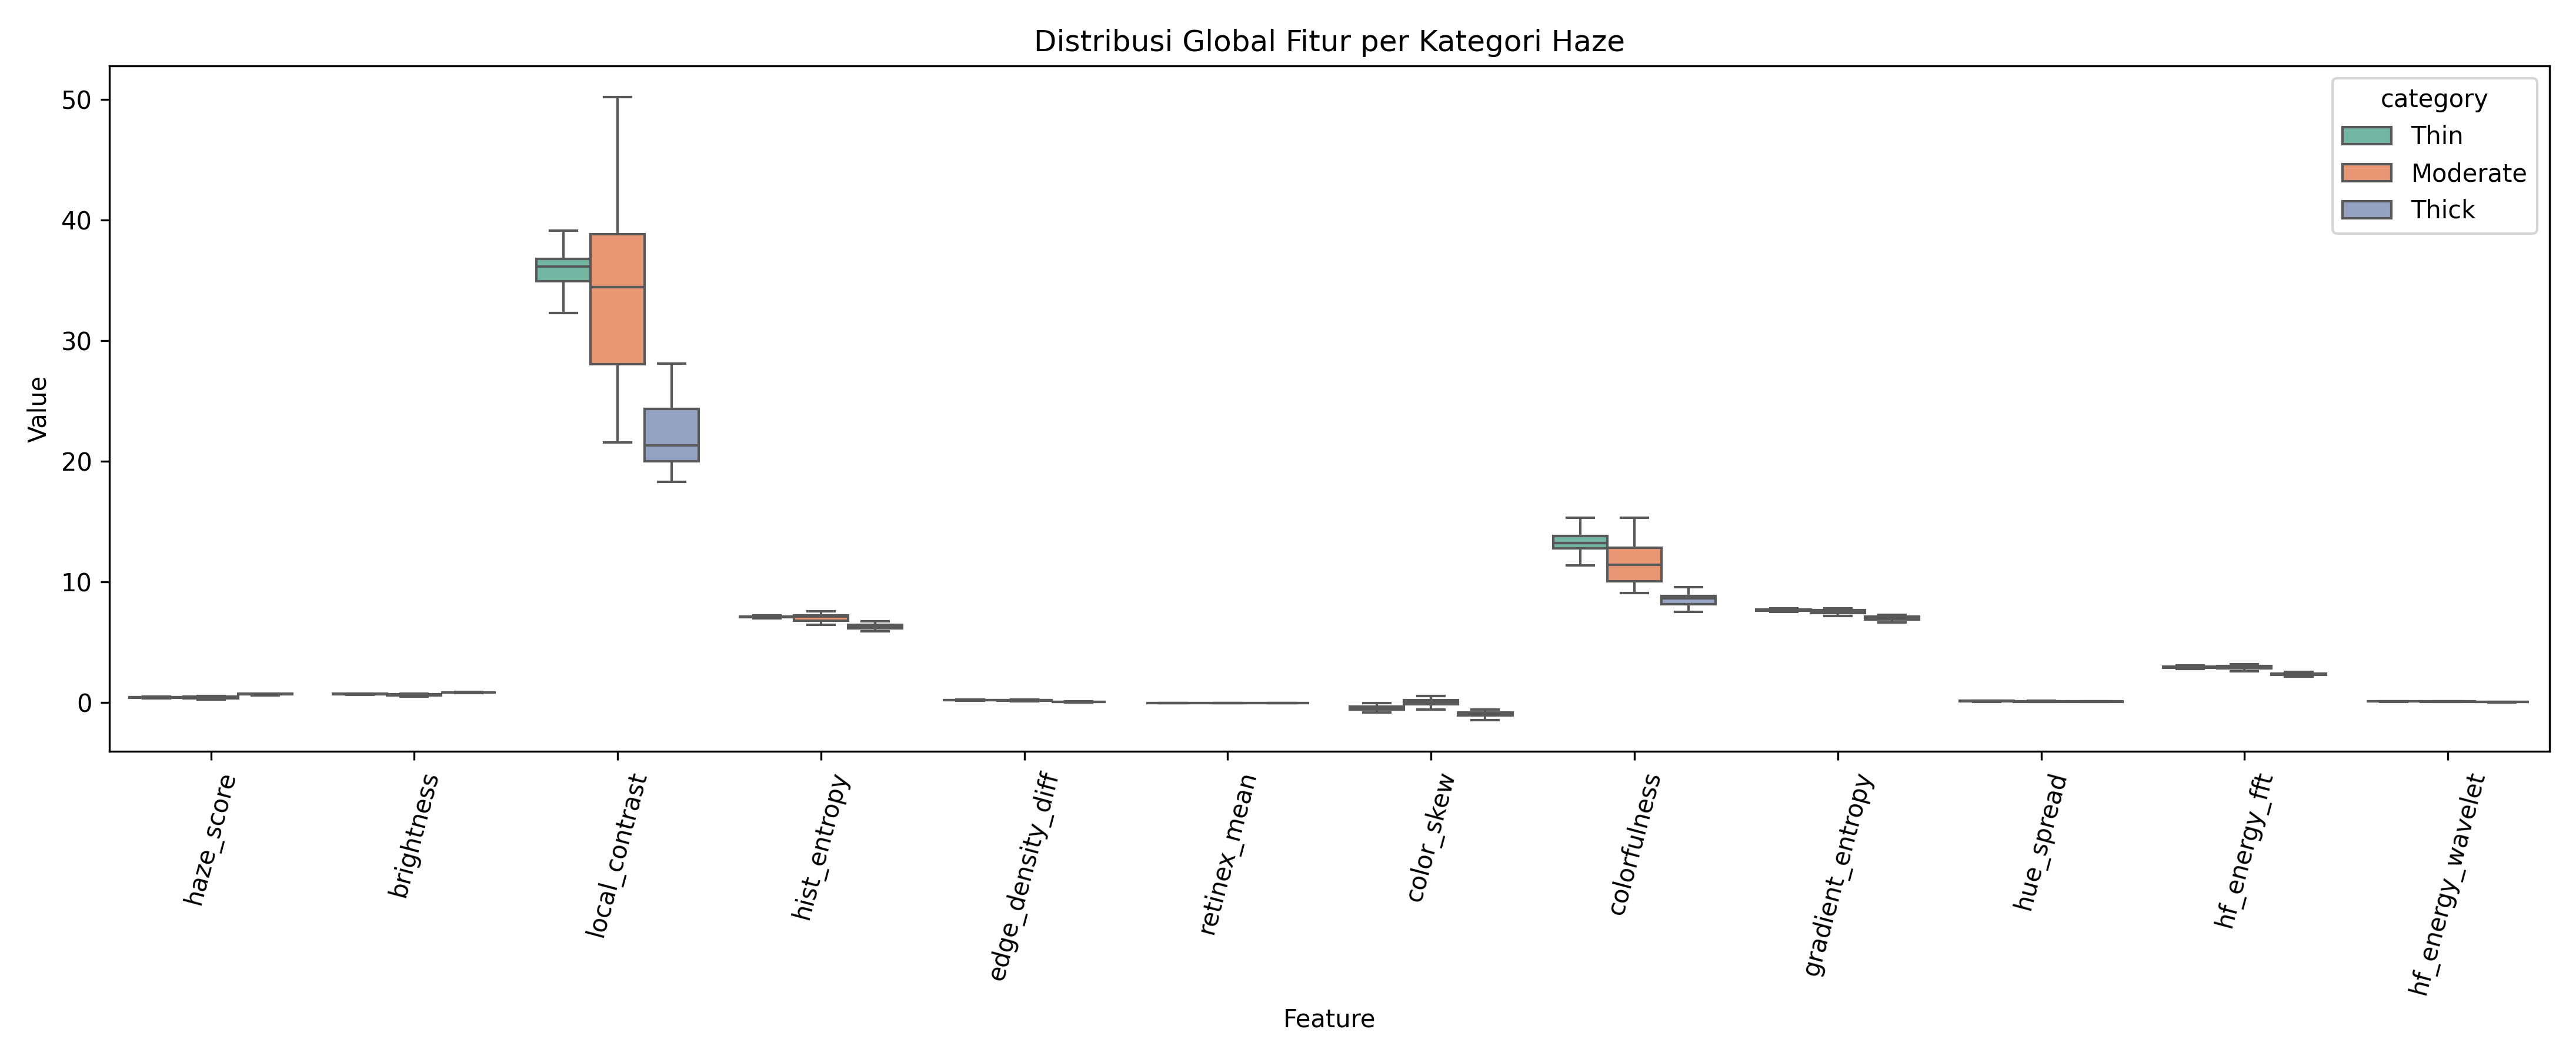 Distribusi Global Fitur per Kategori Haze
category
Thin
Moderate
Thick
Value
50
40
30
20
10
0
haze_score
brightness
local_contrast
hist_entropy
edge_density_diff
retinex_mean
color_skew
colorfulness
gradient_entropy
hue_spread
hf_energy_fft
hf_energy_wavelet
Feature